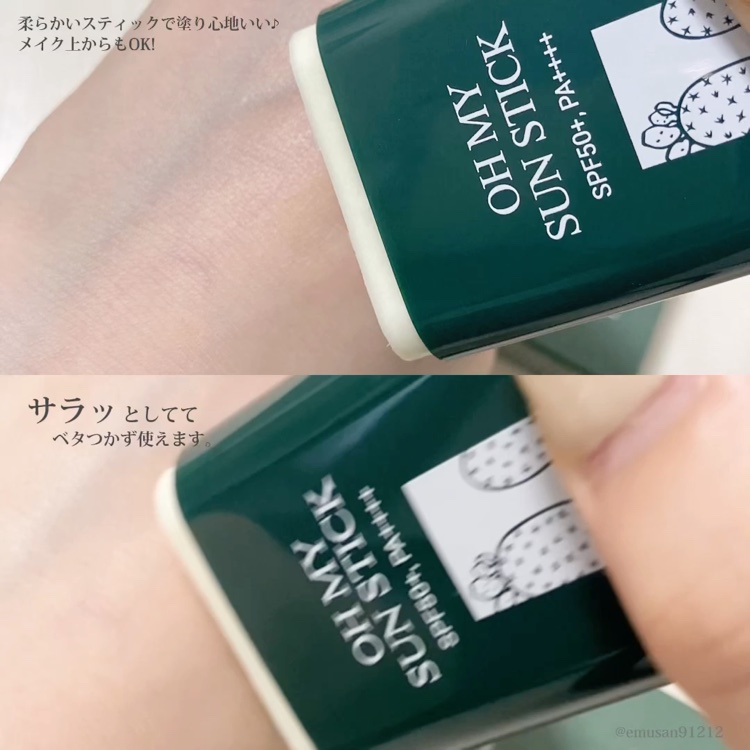 柔らかいスティックで塗り心地いい♪
メイク上からもOK!
OH MY
SUN STICK
SPF50+, PA++++
サラッとしてて
ベタつかず使えます。
OH MY
SUN STICK
SPF50+, PA++++
@emusan91212